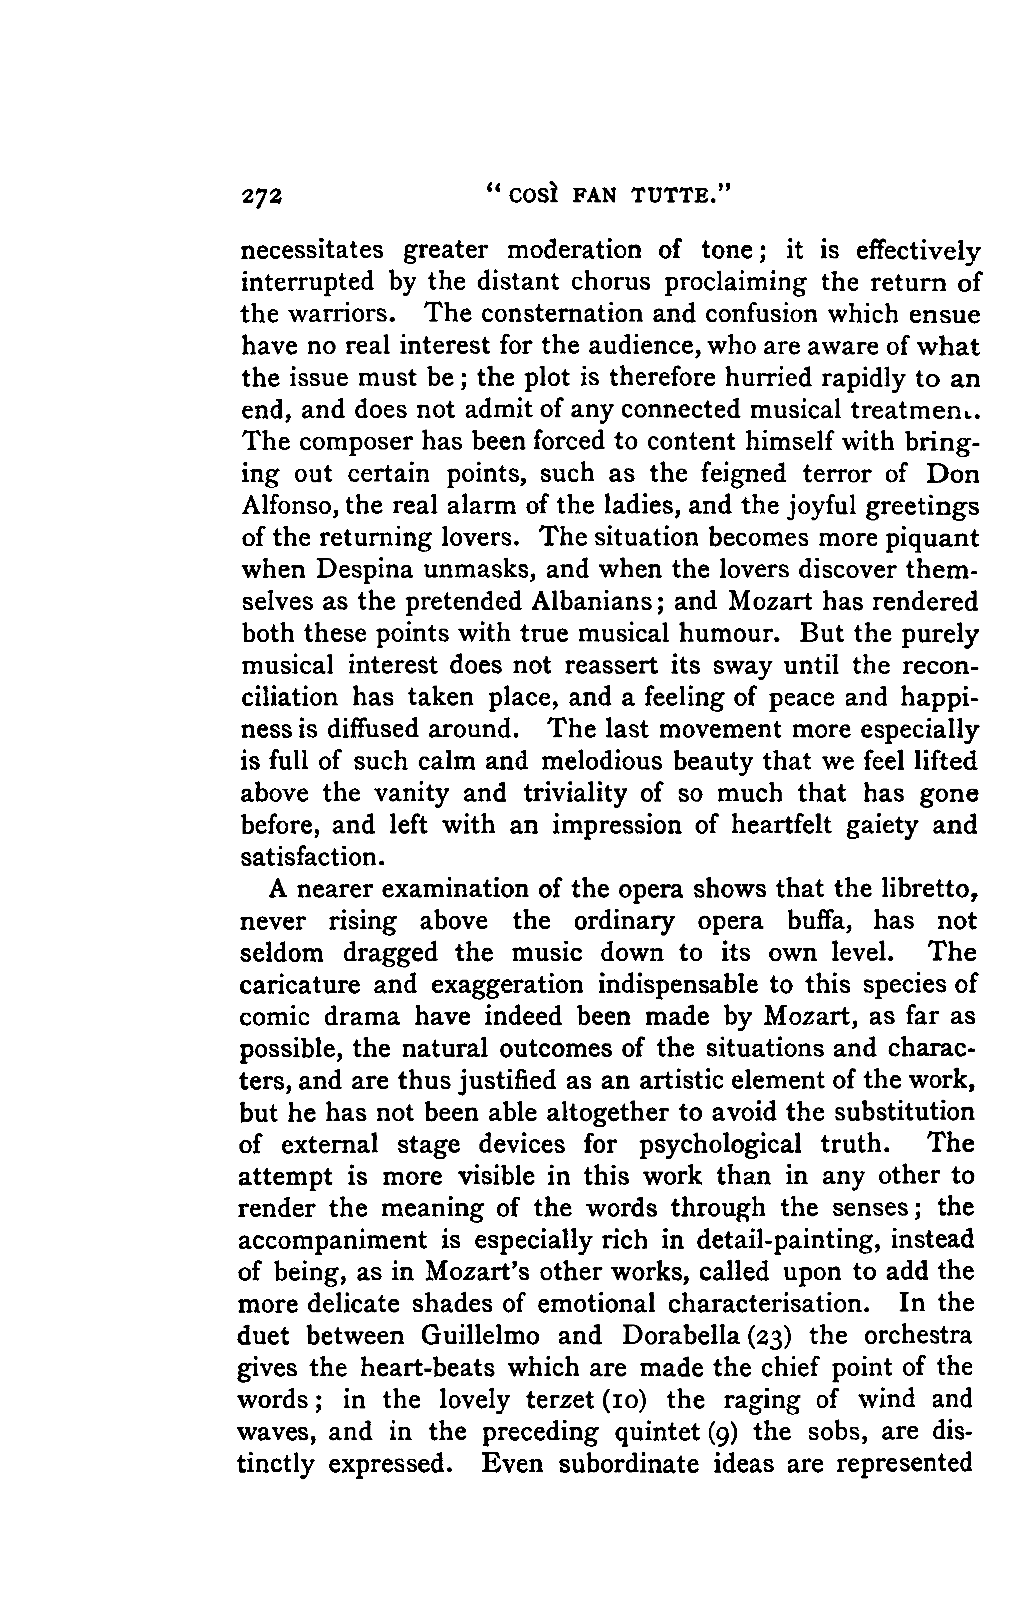 272 “ COSÌ FAN TUTTE.”
necessitates greater moderation of tone; it is effectively
interrupted by the distant chorus proclaiming the return of
the warriors. The consternation and confusion which ensue
have no real interest for the audience, who are aware of what
the issue must be; the plot is therefore hurried rapidly to an
end, and does not admit of any connected musical treatment.
The composer has been forced to content himself with bring-
ing out certain points, such as the feigned terror of Don
Alfonso, the real alarm of the ladies, and the joyful greetings
of the returning lovers. The situation becomes more piquant
when Despina unmasks, and when the lovers discover them-
selves as the pretended Albanians; and Mozart has rendered
both these points with true musical humour. But the purely
musical interest does not reassert its sway until the recon-
ciliation has taken place, and a feeling of peace and happi-
ness is diffused around. The last movement more especially
is full of such calm and melodious beauty that we feel lifted
above the vanity and triviality of so much that has gone
before, and left with an impression of heartfelt gaiety and
satisfaction.
A nearer examination of the opera shows that the libretto,
never rising above the ordinary opera buffa, has not
seldom dragged the music down to its own level. The
caricature and exaggeration indispensable to this species of
comic drama have indeed been made by Mozart, as far as
possible, the natural outcomes of the situations and charac-
ters, and are thus justified as an artistic element of the work,
but he has not been able altogether to avoid the substitution
of external stage devices for psychological truth. The
attempt is more visible in this work than in any other to
render the meaning of the words through the senses; the
accompaniment is especially rich in detail-painting, instead
of being, as in Mozart's other works, called upon to add the
more delicate shades of emotional characterisation. In the
duet between Guillelmo and Dorabella (23) the orchestra
gives the heart-beats which are made the chief point of the
words; in the lovely terzet (10) the raging of wind and
waves, and in the preceding quintet (9) the sobs, are dis-
tinctly expressed. Even subordinate ideas are represented